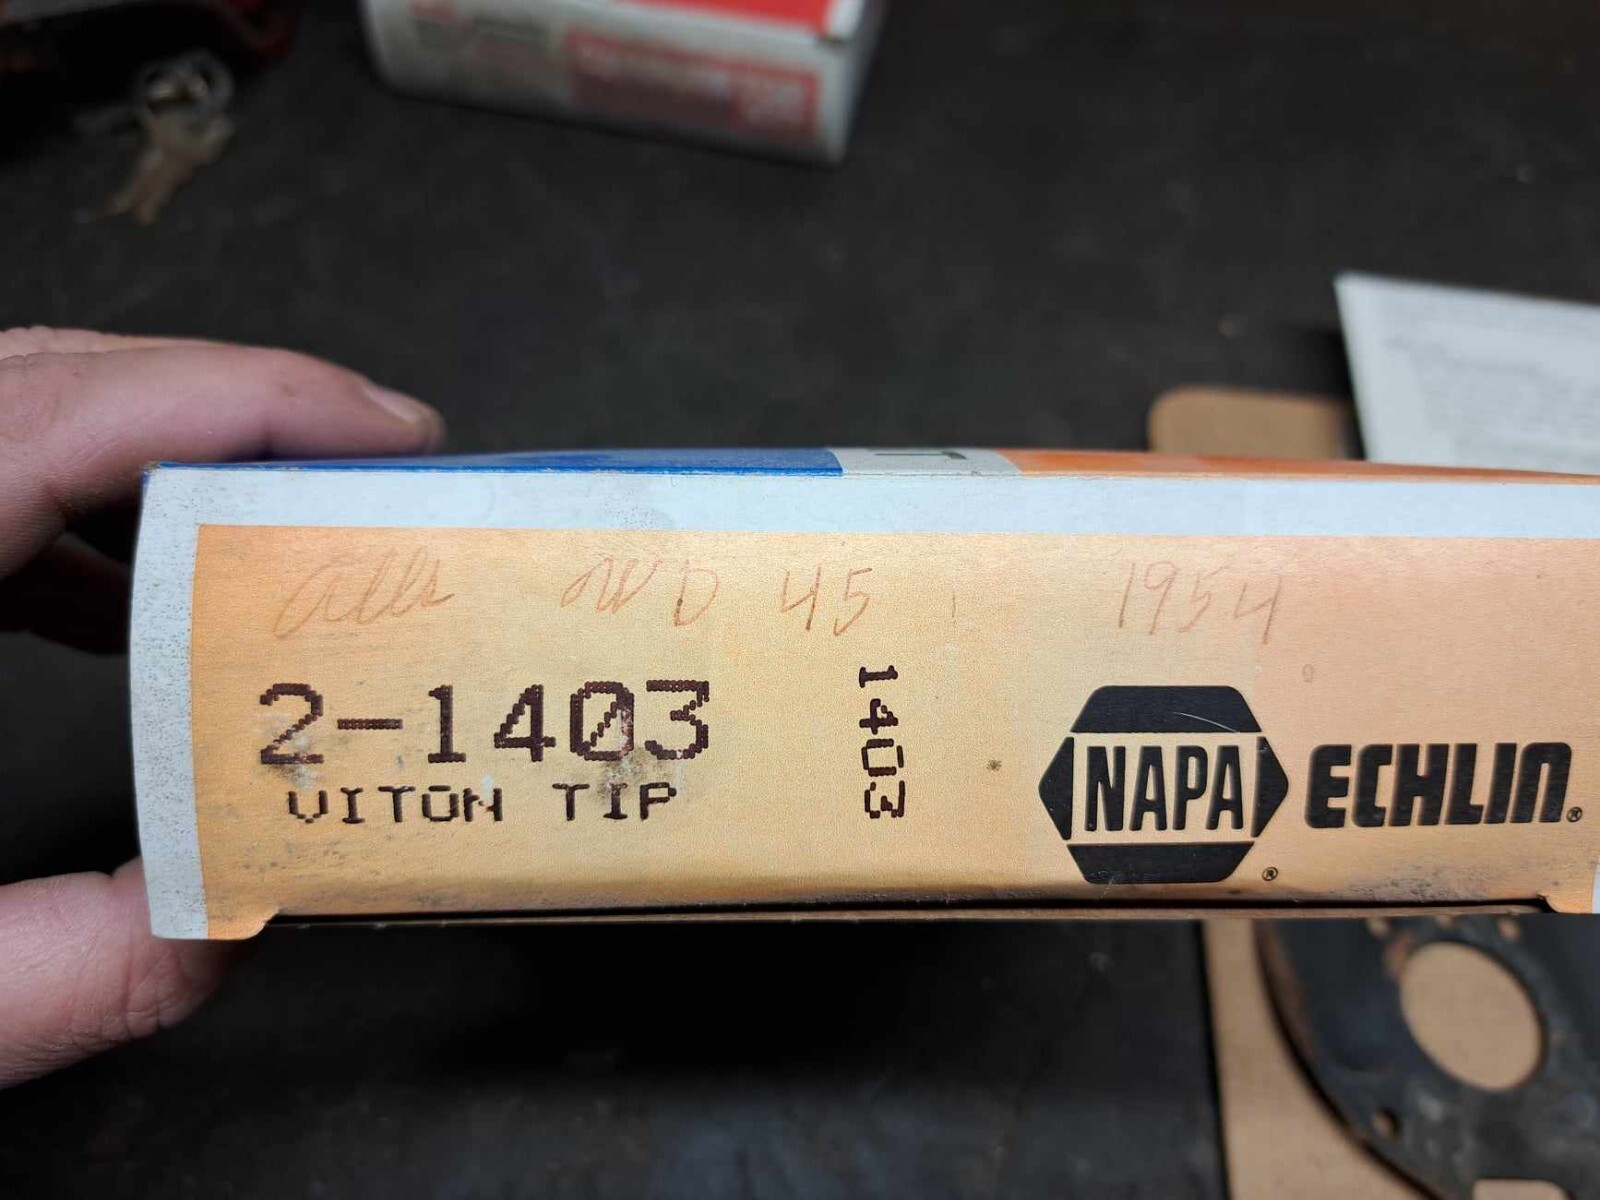 Allis WD 45 1954
2-1403
VITON TIP
1403
NAPA ECHLIN®
®